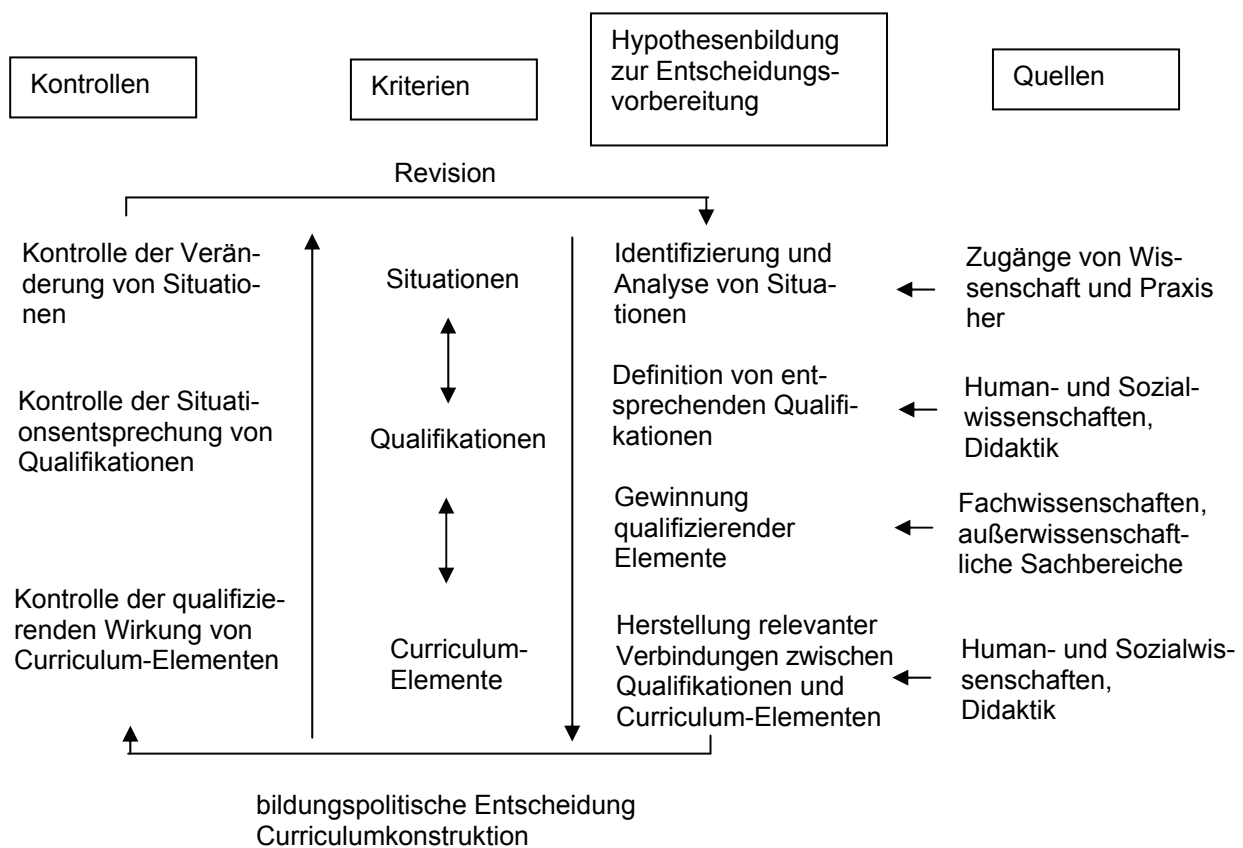 Kontrollen
Kriterien
Hypothesenbildung
zur Entscheidungs-
vorbereitung
Quellen
Revision
Kontrolle der Verän-
derung von Situatio-
nen
Situationen
Identifizierung und
Analyse von Situa-
tionen
Zugänge von Wis-
senschaft und Praxis
her
Kontrolle der Situati-
onsentsprechung von
Qualifikationen
Qualifikationen
Definition von ent-
sprechenden Qualifi-
kationen
Human- und Sozial-
wissenschaften,
Didaktik
Gewinnung
qualifizierender
Elemente
Fachwissenschaften,
außerwissenschaft-
liche Sachbereiche
Kontrolle der qualifizie-
renden Wirkung von
Curriculum-Elementen
Curriculum-
Elemente
Herstellung relevanter
Verbindungen zwischen
Qualifikationen und
Curriculum-Elementen
Human- und Sozialwis-
senschaften,
Didaktik
bildungspolitische Entscheidung
Curriculumkonstruktion